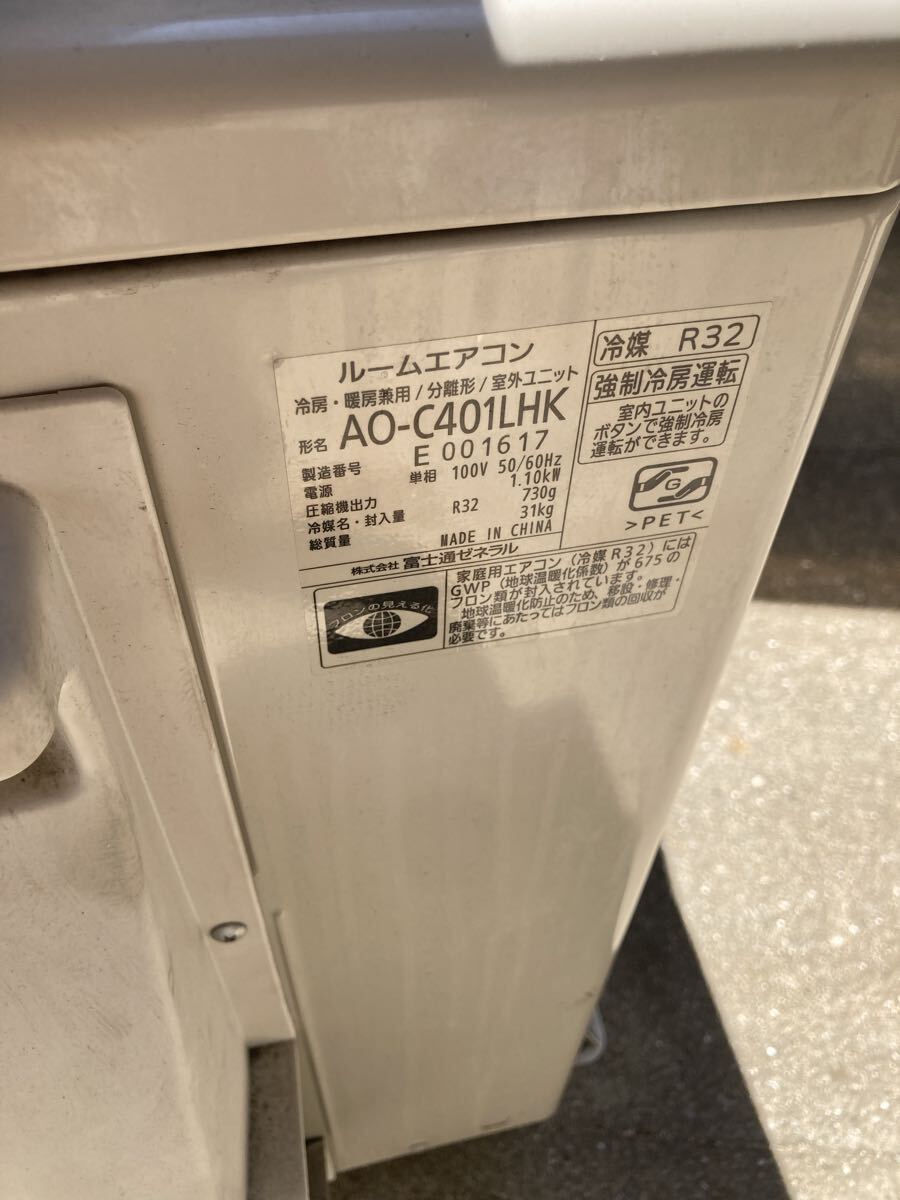 ルームエアコン
冷房・暖房兼用/分離形/室外ユニット
形名 AO-C401LHK
製造番号 E 001617
電源 単相 100V 50/60Hz
圧縮機出力 1.10kW
冷媒名・封入量 R32 730g
総質量 31kg
MADE IN CHINA
株式会社 富士通ゼネラル
冷媒 R32
強制冷房運転
室内ユニットの
ボタンで強制冷房
運転ができます。
G
>PET<
フロンの見える化
家庭用エアコン（冷媒R32）には
GWP（地球温暖化係数）が675の
フロン類が封入されています。
地球温暖化防止のため、移設・修理・
廃棄等にあたってはフロン類の回収が
必要です。